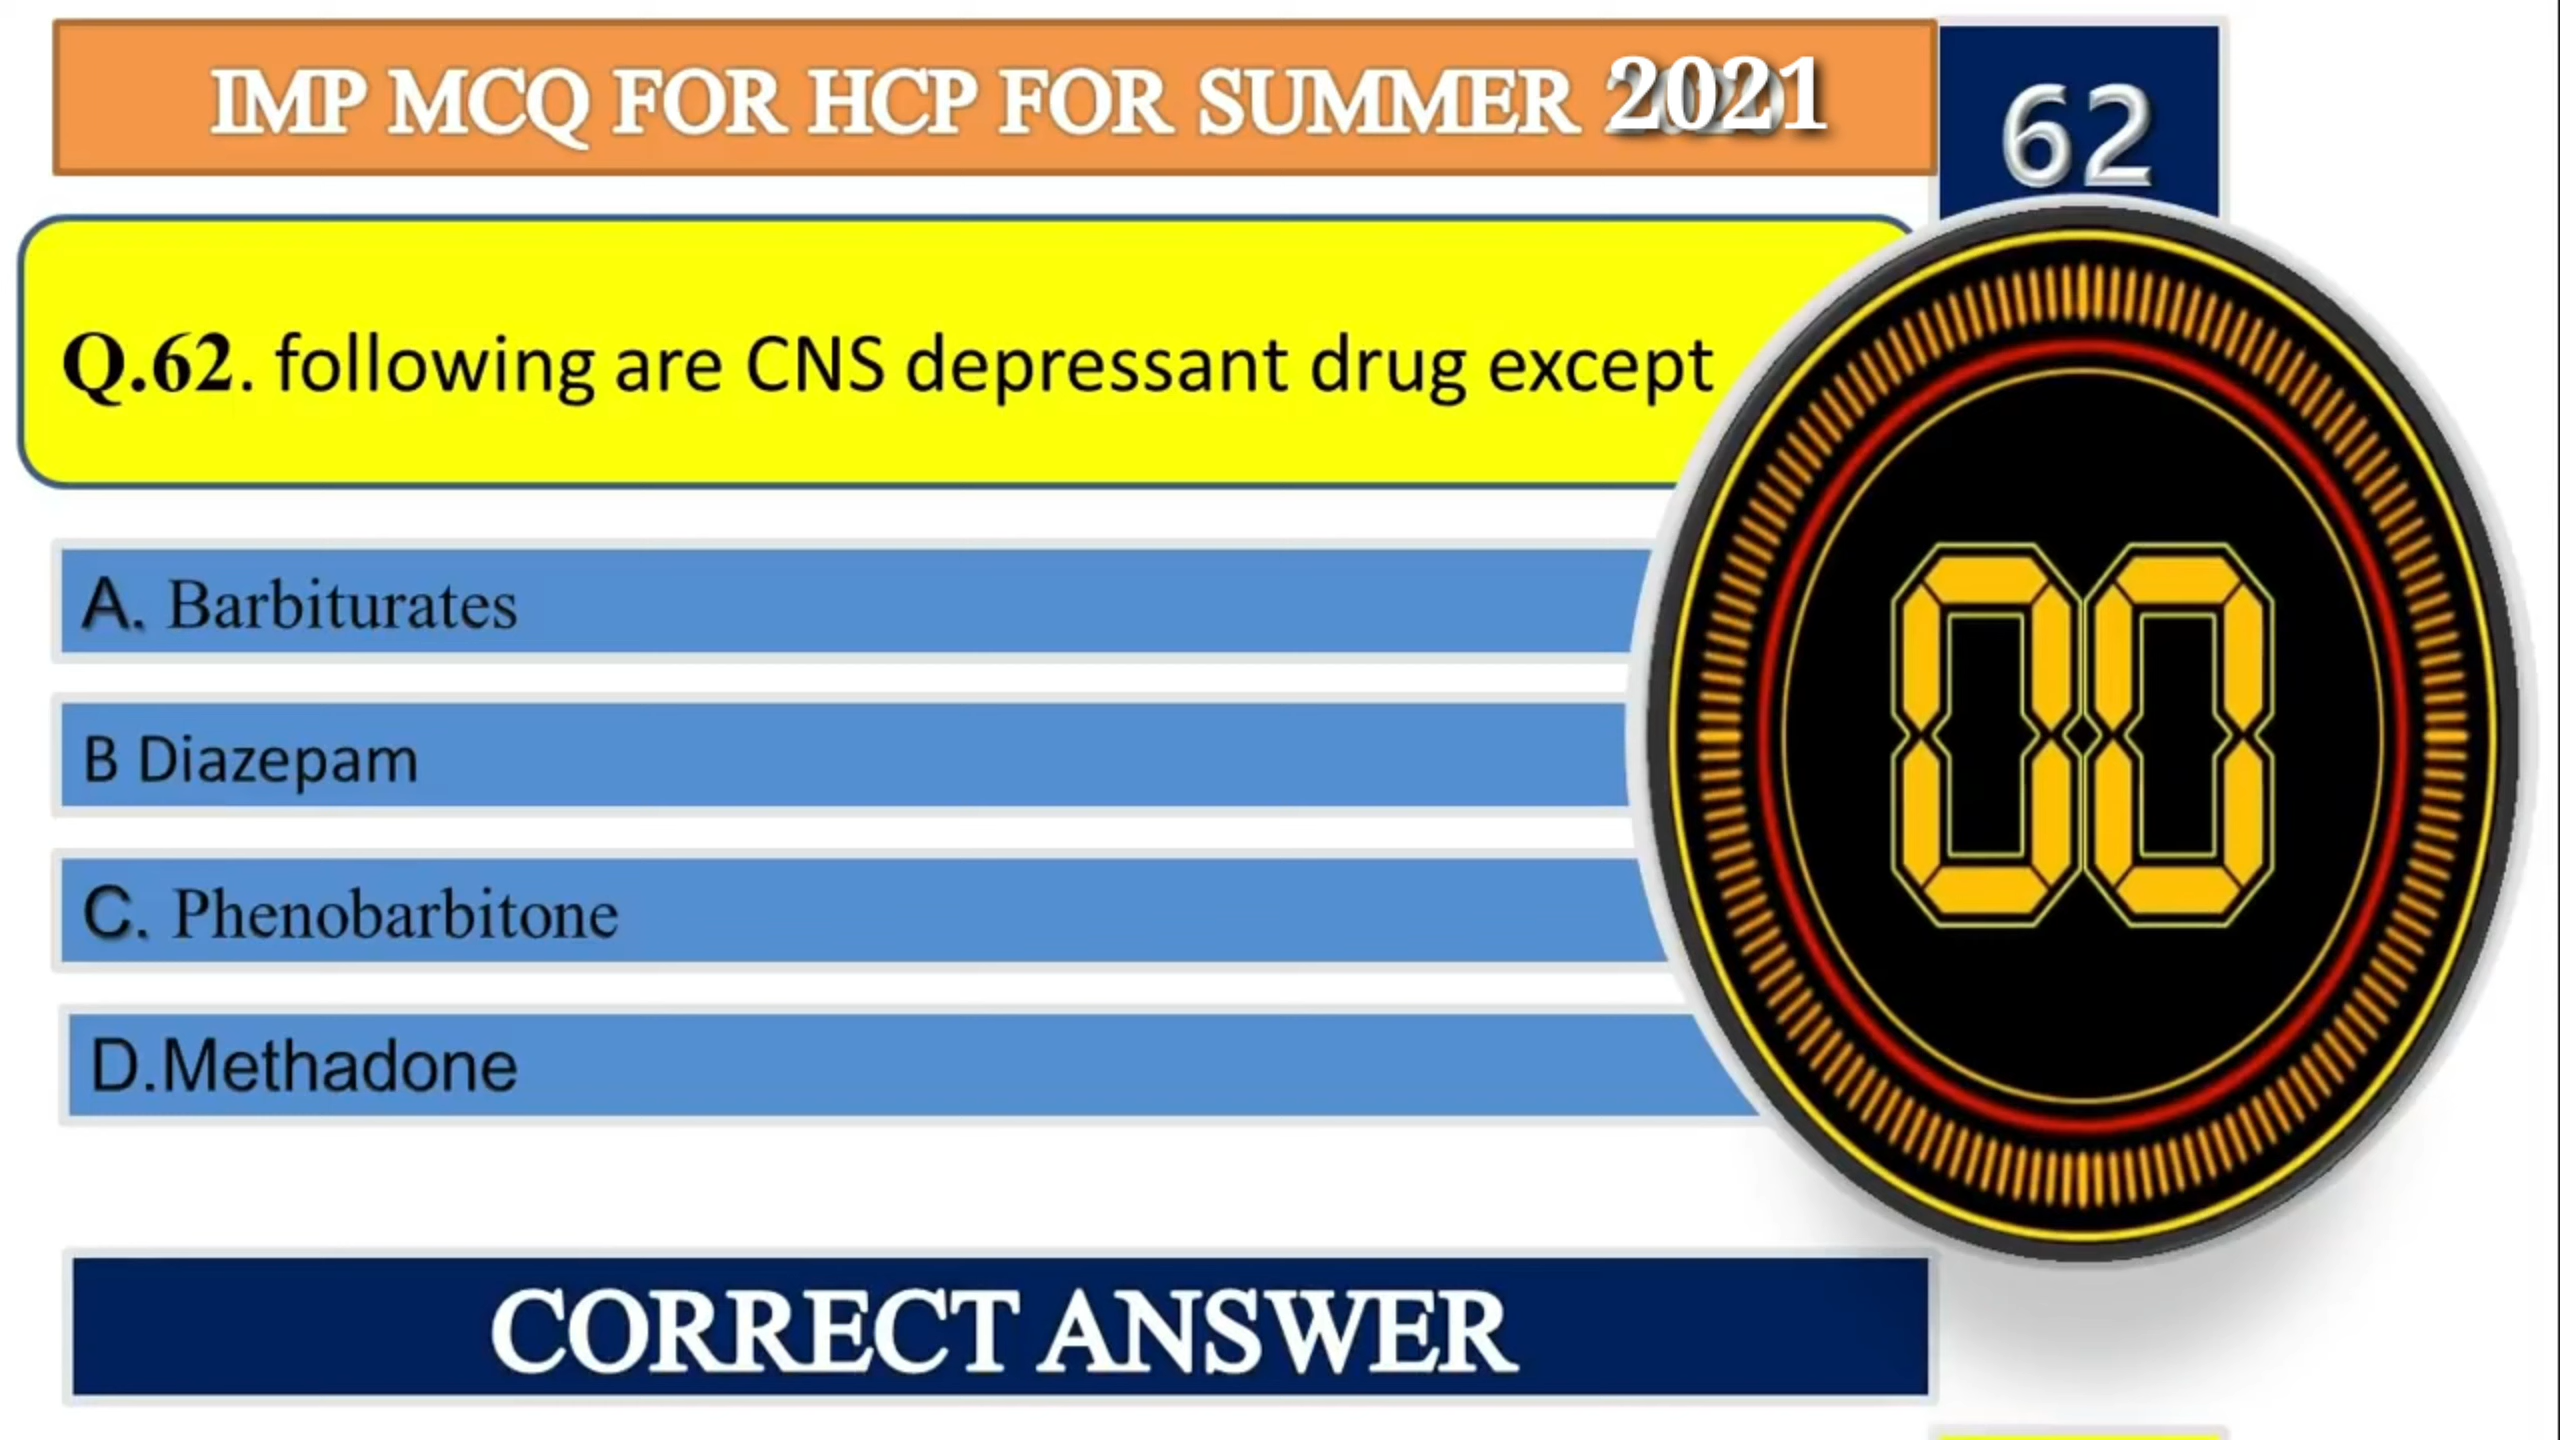 IMP MCQ FOR HCP FOR SUMMER 2021
62
Q.62. following are CNS depressant drug except
A. Barbiturates
B Diazepam
C. Phenobarbitone
D.Methadone
00
CORRECT ANSWER